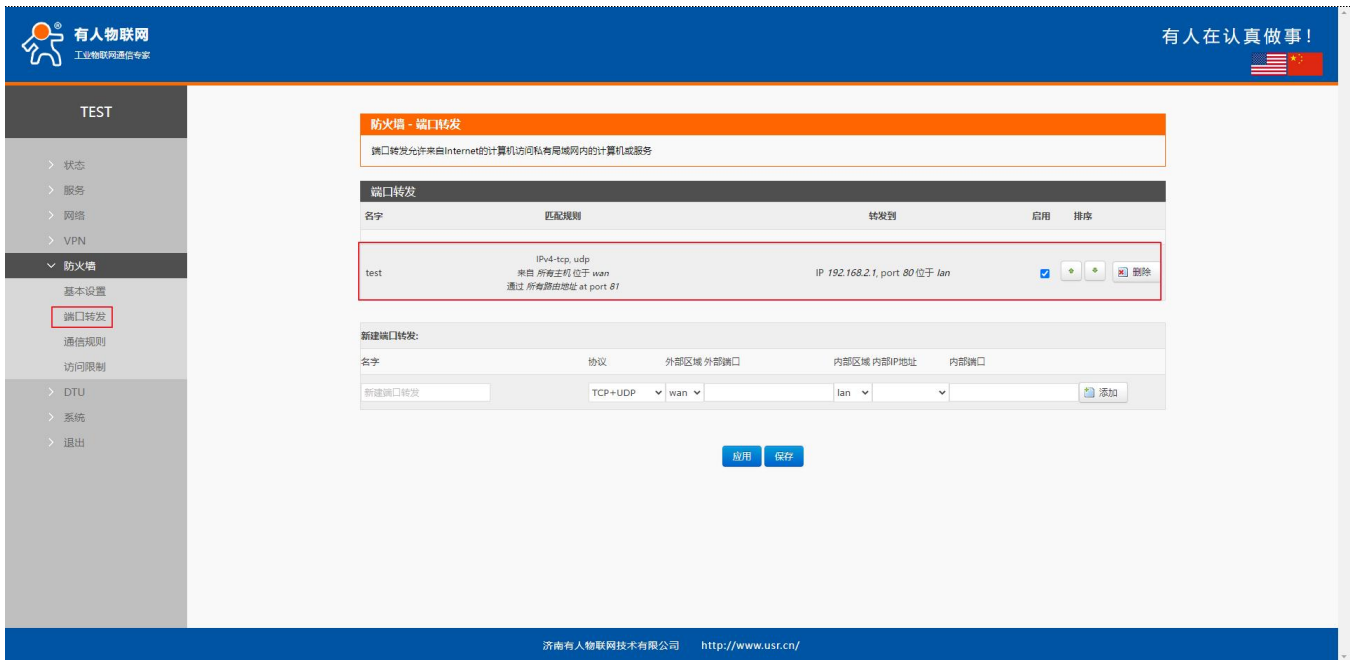 有人物联网
工业物联网通信专家
有人在认真做事！
TEST
状态
服务
网络
VPN
防火墙
基本设置
端口转发
通信规则
访问限制
DTU
系统
退出
防火墙 - 端口转发
端口转发允许来自Internet的计算机访问私有局域网内的计算机或服务
端口转发
名字 匹配规则 转发到 启用 排序
IPv4-tcp, udp
test 来自 所有主机 位于 wan IP 192.168.2.1, port 80 位于 lan 删除
通过 所有路由地址 at port 81
新建端口转发:
名字 协议 外部区域 外部端口 内部区域 内部IP地址 内部端口
新建端口转发 TCP+UDP wan lan 添加
应用 保存
济南有人物联网技术有限公司 http://www.usr.cn/